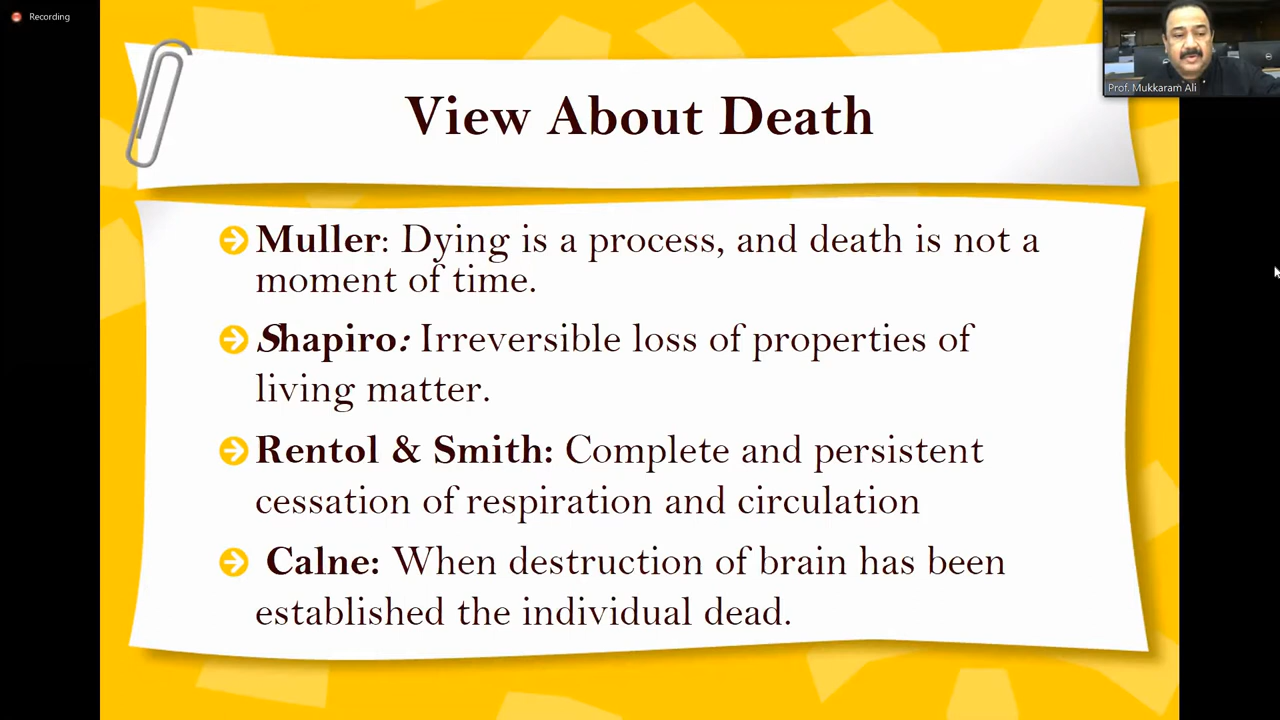 Recording
Prof. Mukkaram Ali
View About Death
Muller: Dying is a process, and death is not a
moment of time.
Shapiro: Irreversible loss of properties of
living matter.
Rentol & Smith: Complete and persistent
cessation of respiration and circulation
Calne: When destruction of brain has been
established the individual dead.